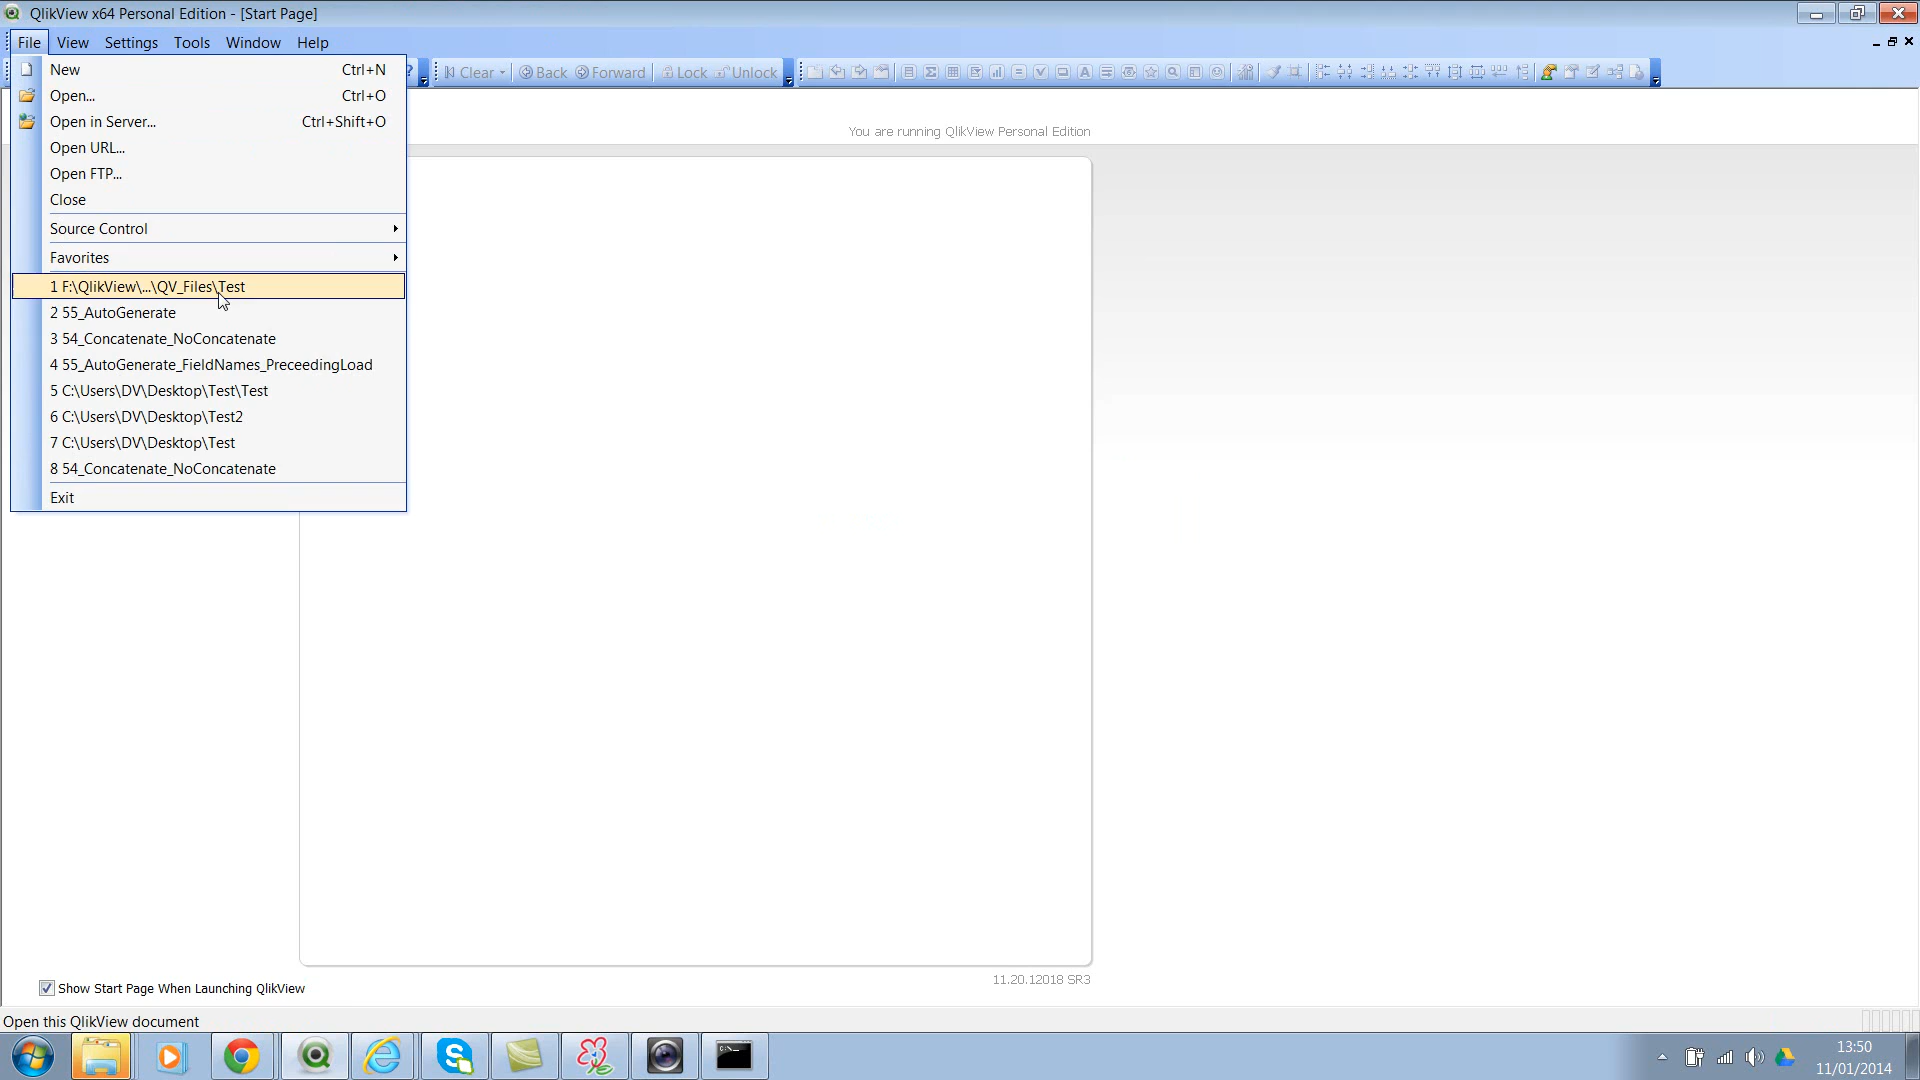 QlikView x64 Personal Edition - [Start Page]
File View Settings Tools Window Help
Clear Back Forward Lock Unlock
New Ctrl+N
Open... Ctrl+O
Open in Server... Ctrl+Shift+O
Open URL...
Open FTP...
Close
Source Control
Favorites
1 F:\QlikView\...\QV_Files\Test
2 55_AutoGenerate
3 54_Concatenate_NoConcatenate
4 55_AutoGenerate_FieldNames_PreceedingLoad
5 C:\Users\DV\Desktop\Test\Test
6 C:\Users\DV\Desktop\Test2
7 C:\Users\DV\Desktop\Test
8 54_Concatenate_NoConcatenate
Exit
You are running QlikView Personal Edition
11.20.12018 SR3
Show Start Page When Launching QlikView
Open this QlikView document
13:50
11/01/2014